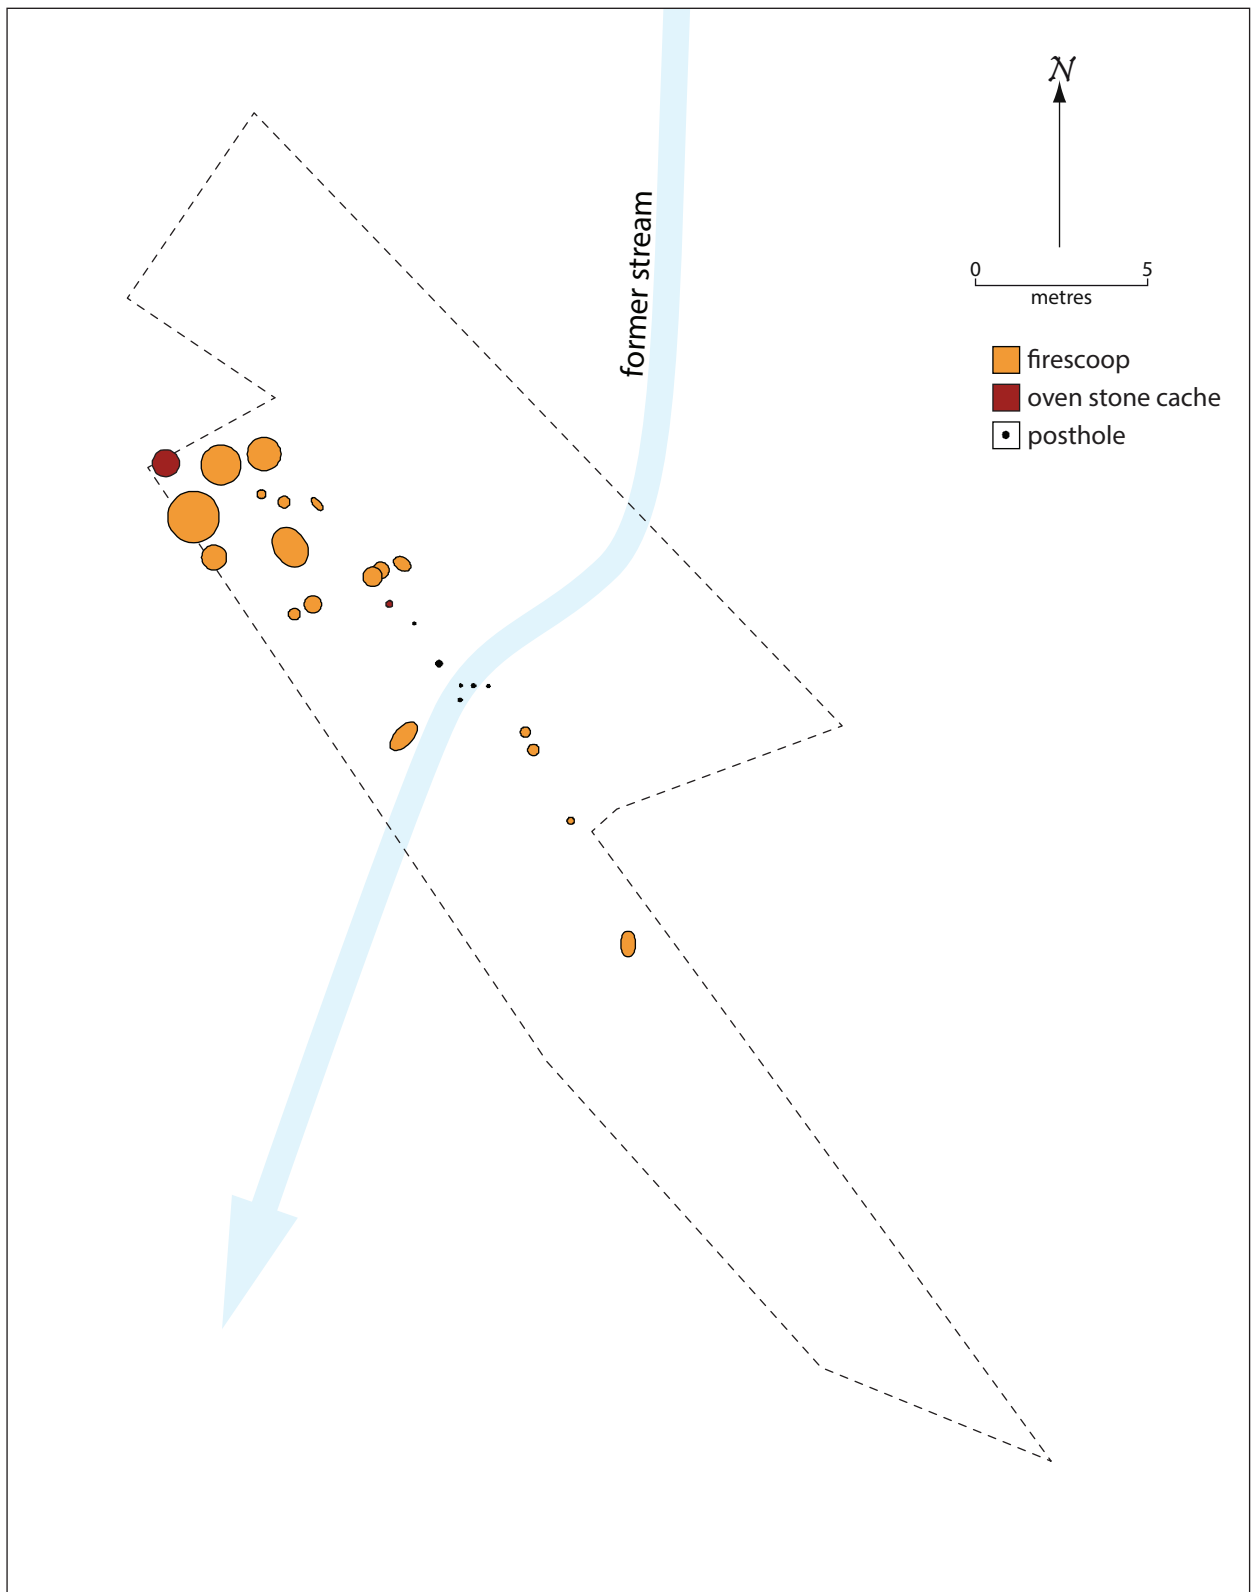 N
former stream
0 5
metres
firescoop
oven stone cache
posthole